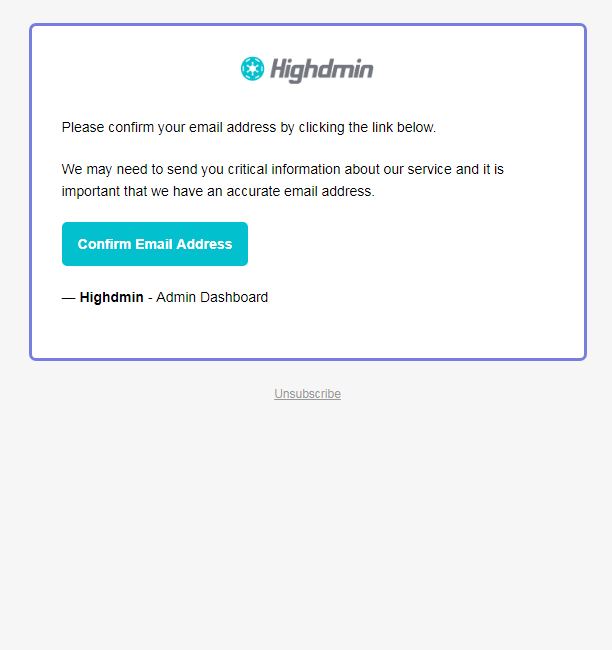 Highdmin
Please confirm your email address by clicking the link below.
We may need to send you critical information about our service and it is
important that we have an accurate email address.
Confirm Email Address
— Highdmin - Admin Dashboard
Unsubscribe